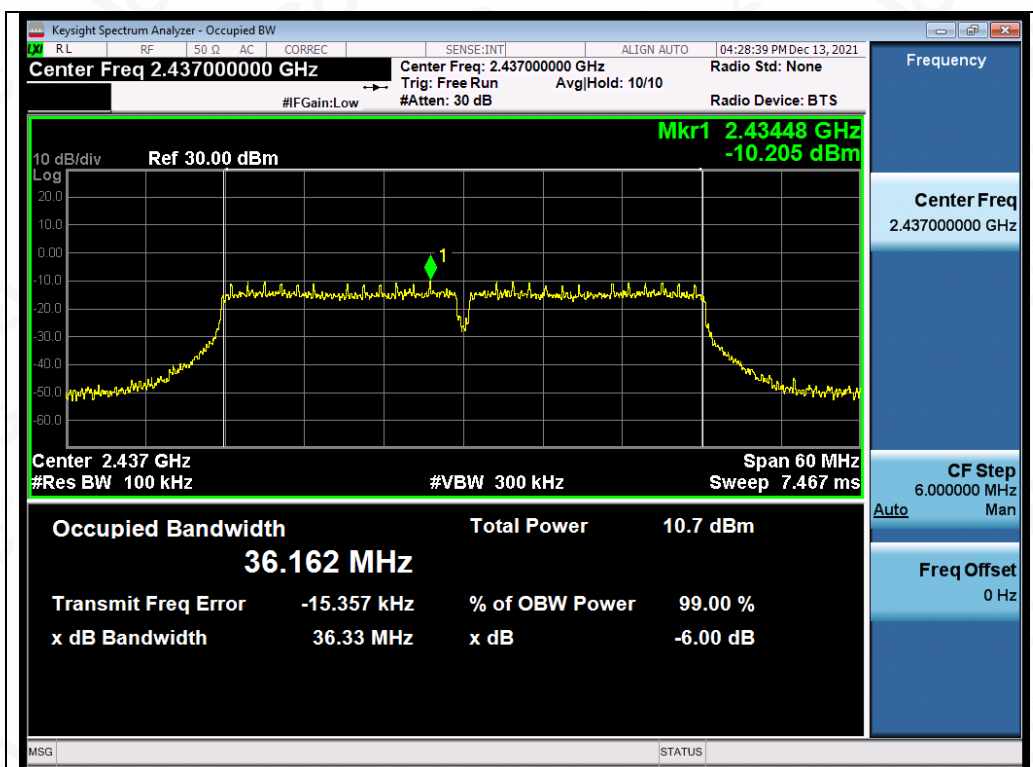 Keysight Spectrum Analyzer - Occupied BW
LXI RL RF 50 Ω AC CORREC SENSE:INT ALIGN AUTO 04:28:39 PM Dec 13, 2021
Center Freq 2.437000000 GHz
Center Freq: 2.437000000 GHz
Radio Std: None
Trig: Free Run Avg|Hold: 10/10
#IFGain:Low
#Atten: 30 dB
Radio Device: BTS
Mkr1 2.43448 GHz
-10.205 dBm
10 dB/div Ref 30.00 dBm
Log
20.0
10.0
0.00
-10.0
-20.0
-30.0
-40.0
-50.0
-60.0
1
Center 2.437 GHz Span 60 MHz
#Res BW 100 kHz #VBW 300 kHz Sweep 7.467 ms
Occupied Bandwidth Total Power 10.7 dBm
36.162 MHz
Transmit Freq Error -15.357 kHz % of OBW Power 99.00 %
x dB Bandwidth 36.33 MHz x dB -6.00 dB
Frequency
Center Freq
2.437000000 GHz
CF Step
6.000000 MHz
Auto Man
Freq Offset
0 Hz
MSG STATUS